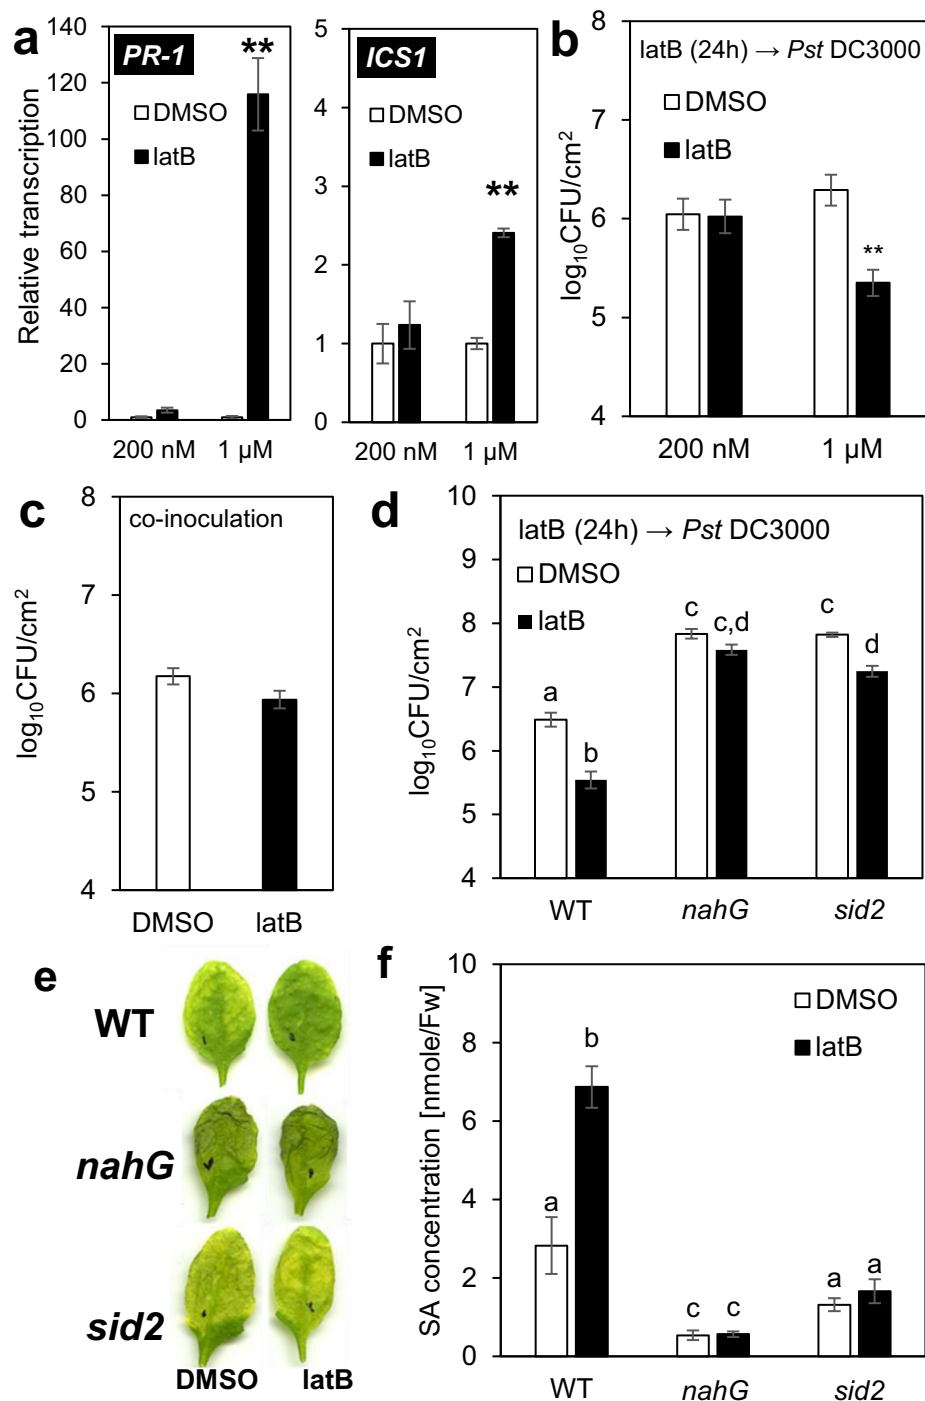 a
PR-1
DMSO
latB
**
Relative transcription
140
120
100
80
60
40
20
0
200 nM 1 µM
ICS1
DMSO
latB
**
5
4
3
2
1
0
200 nM 1 µM
b
latB (24h) → Pst DC3000
DMSO
latB
**
log10CFU/cm2
8
7
6
5
4
200 nM 1 µM
c
co-inoculation
log10CFU/cm2
8
7
6
5
4
DMSO latB
d
latB (24h) → Pst DC3000
DMSO
latB
log10CFU/cm2
10
9
8
7
6
5
4
a b c c,d c d
WT nahG sid2
e
WT
nahG
sid2
DMSO latB
f
DMSO
latB
SA concentration [nmole/Fw]
10
8
6
4
2
0
a b c c a a
WT nahG sid2